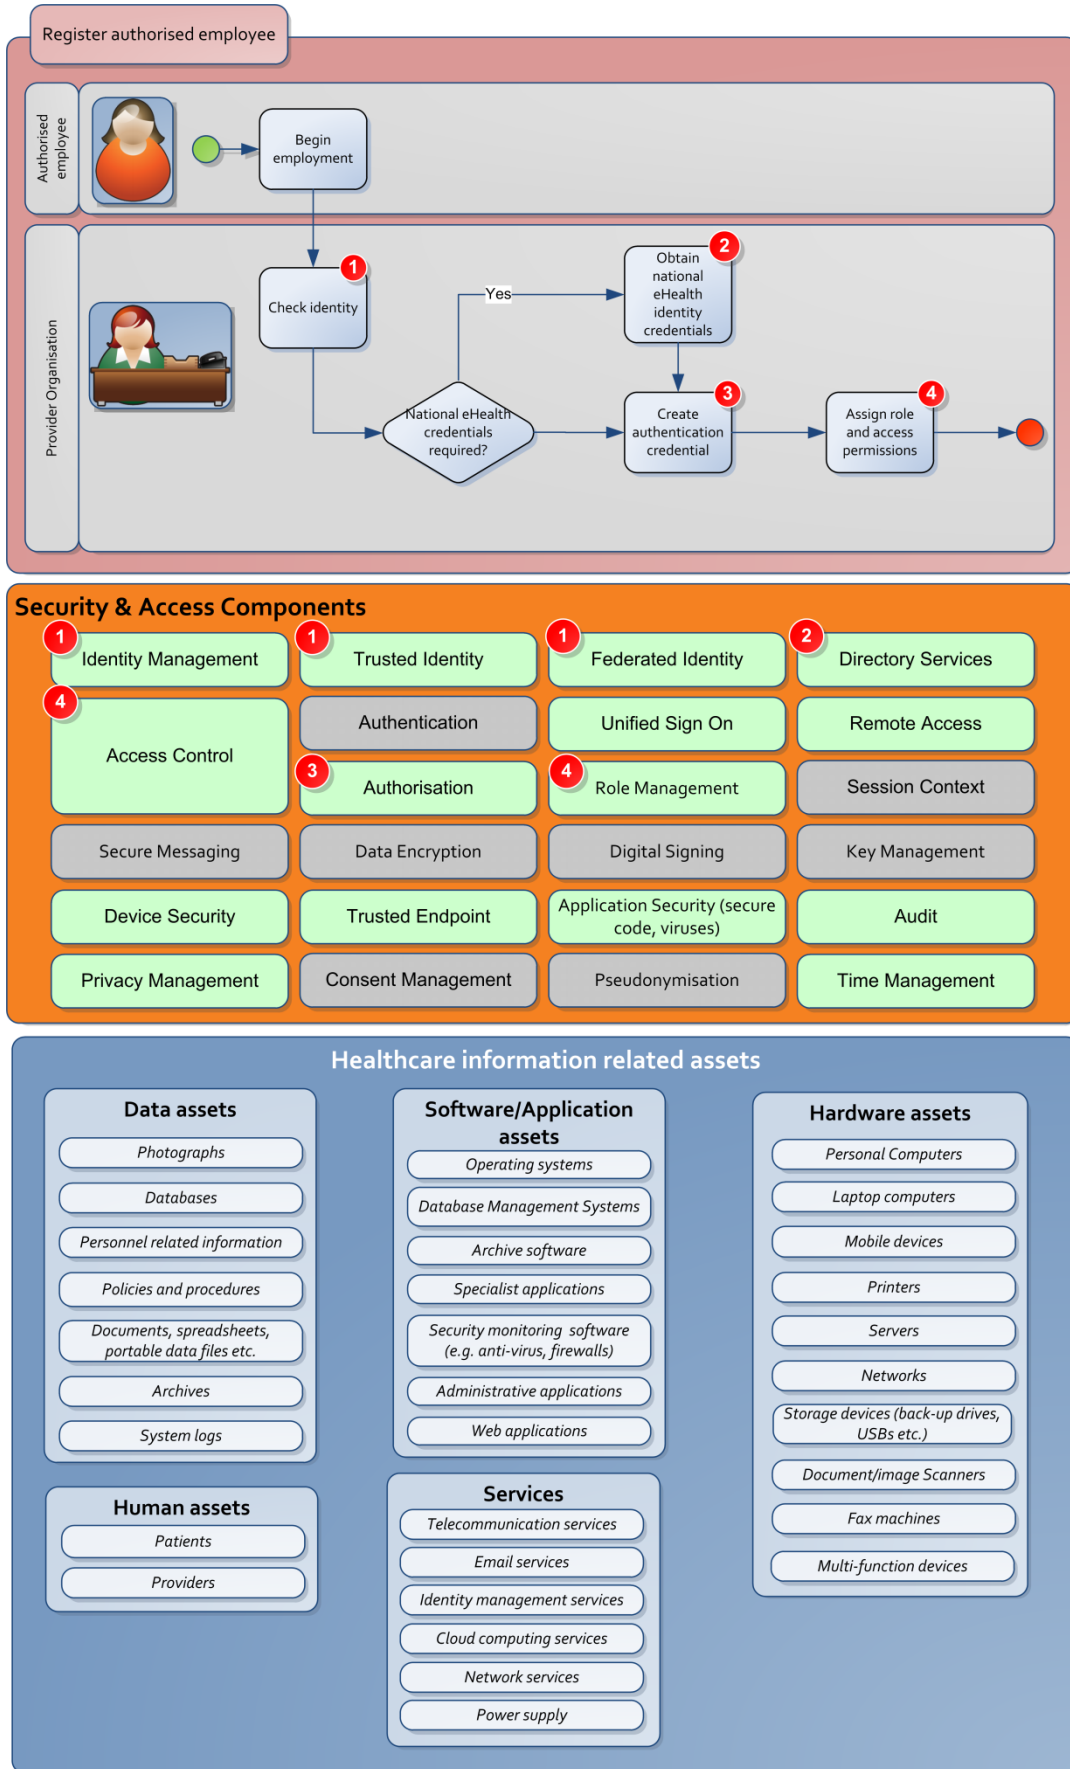 Register authorised employee
Authorised
employee
Begin
employment
Provider Organisation
1
Check identity
Yes
2
Obtain
national
eHealth
identity
credentials
National eHealth
credentials
required?
3
Create
authentication
credential
4
Assign role
and access
permissions
Security & Access Components
1
Identity Management
1
Trusted Identity
1
Federated Identity
2
Directory Services
4
Access Control
Authentication
Unified Sign On
Remote Access
3
Authorisation
4
Role Management
Session Context
Secure Messaging
Data Encryption
Digital Signing
Key Management
Device Security
Trusted Endpoint
Application Security (secure
code, viruses)
Audit
Privacy Management
Consent Management
Pseudonymisation
Time Management
Healthcare information related assets
Data assets
Photographs
Databases
Personnel related information
Policies and procedures
Documents, spreadsheets,
portable data files etc.
Archives
System logs
Human assets
Patients
Providers
Software/Application
assets
Operating systems
Database Management Systems
Archive software
Specialist applications
Security monitoring software
(e.g. anti-virus, firewalls)
Administrative applications
Web applications
Services
Telecommunication services
Email services
Identity management services
Cloud computing services
Network services
Power supply
Hardware assets
Personal Computers
Laptop computers
Mobile devices
Printers
Servers
Networks
Storage devices (back-up drives,
USBs etc.)
Document/image Scanners
Fax machines
Multi-function devices